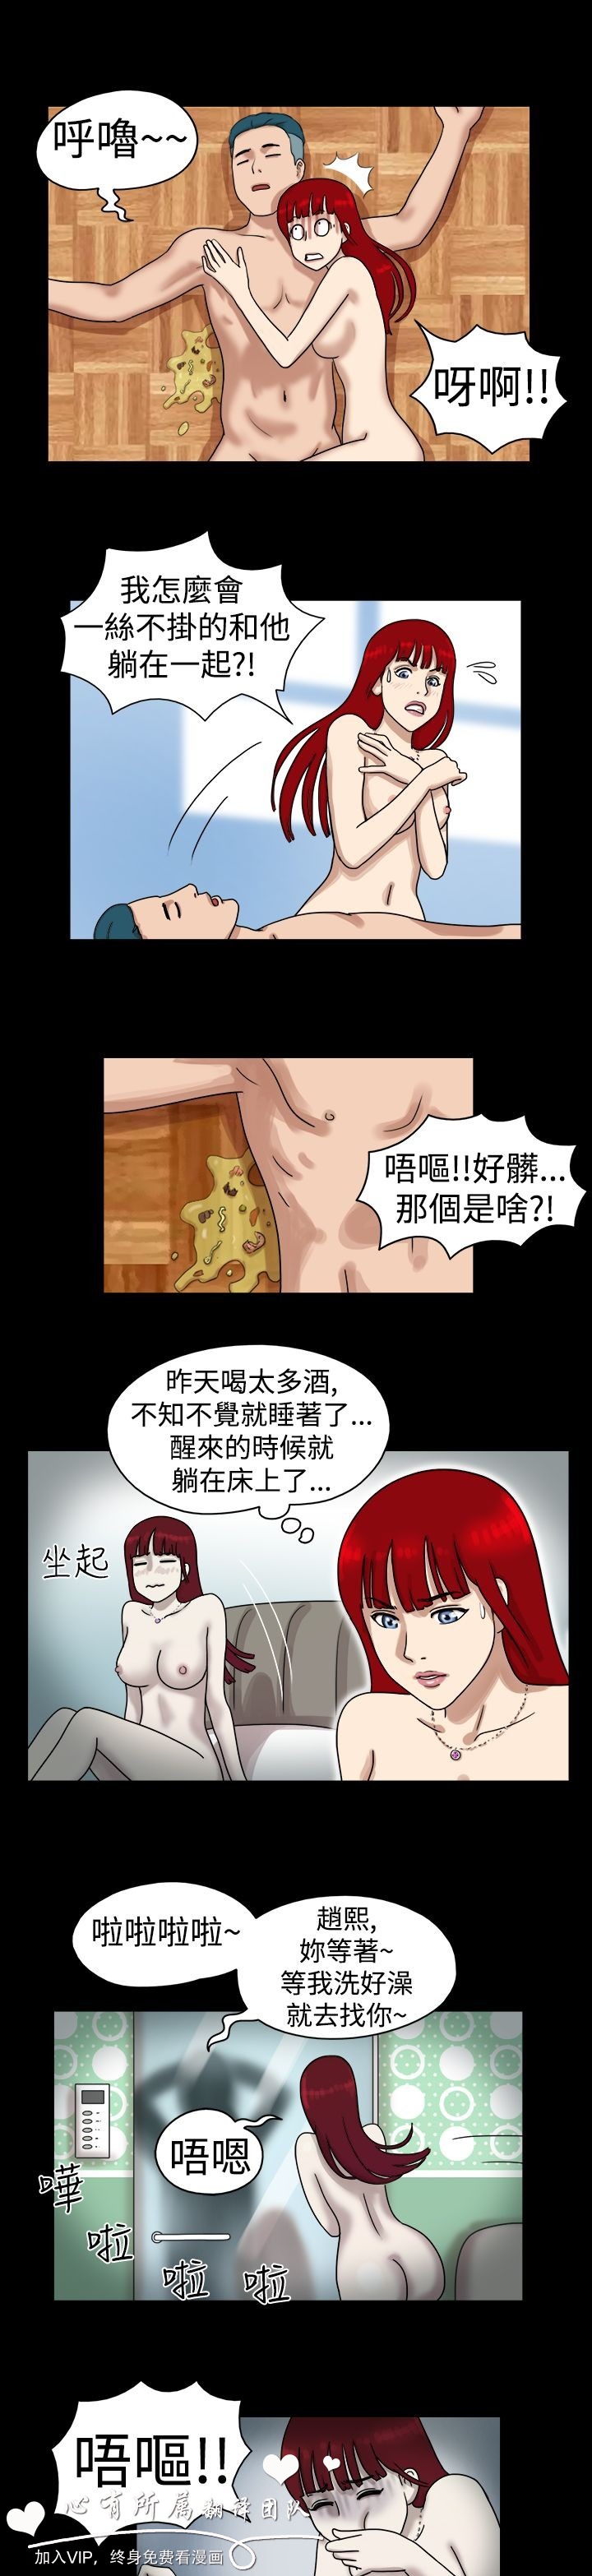 呼嚕~~
呀啊!!
我怎麼會
一絲不掛的和他
躺在一起?!
唔嘔!!好髒...
那個是啥?!
昨天喝太多酒,
不知不覺就睡著了...
醒來的時候就
躺在床上了...
坐起
啦啦啦啦~
趙熙,
妳等著~
等我洗好澡
就去找你~
唔嗯
嘩
啦
啦
啦
唔嘔!!
心有所属翻译团队
加入VIP，终身免费看漫画